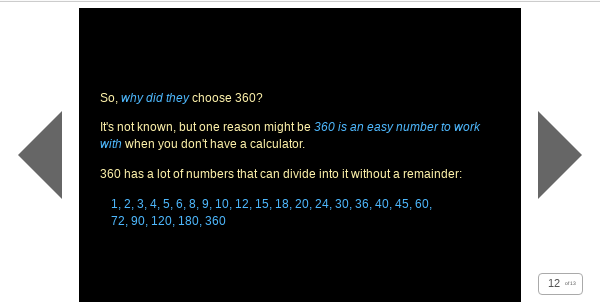 So, why did they choose 360?
It's not known, but one reason might be 360 is an easy number to work
with when you don't have a calculator.
360 has a lot of numbers that can divide into it without a remainder:
1, 2, 3, 4, 5, 6, 8, 9, 10, 12, 15, 18, 20, 24, 30, 36, 40, 45, 60,
72, 90, 120, 180, 360
12 of 13